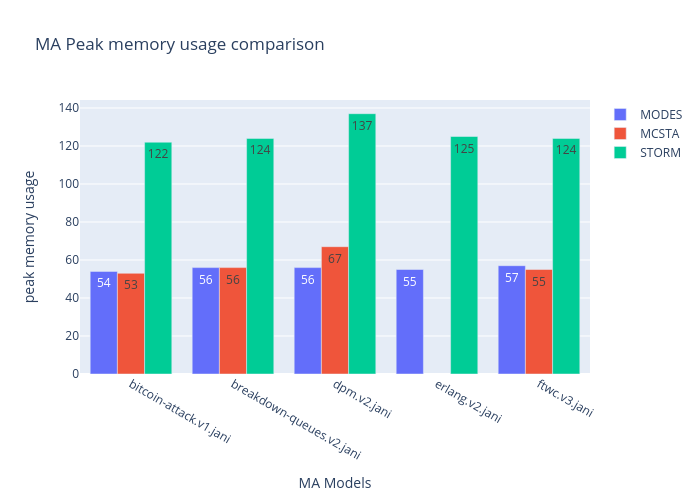 MA Peak memory usage comparison
MODES
MCSTA
STORM
peak memory usage
140
120
100
80
60
40
20
0
54
53
122
56
56
124
56
67
137
55
125
57
55
124
bitcoin-attack.v1.jani
breakdown-queues.v2.jani
dpm.v2.jani
erlang.v2.jani
ftwc.v3.jani
MA Models